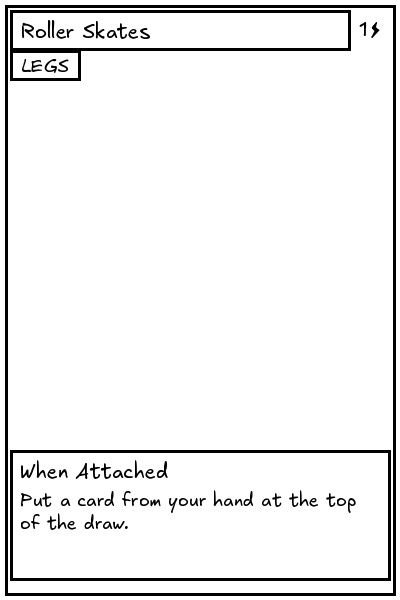 Roller Skates
1⚡
LEGS
When Attached
Put a card from your hand at the top
of the draw.